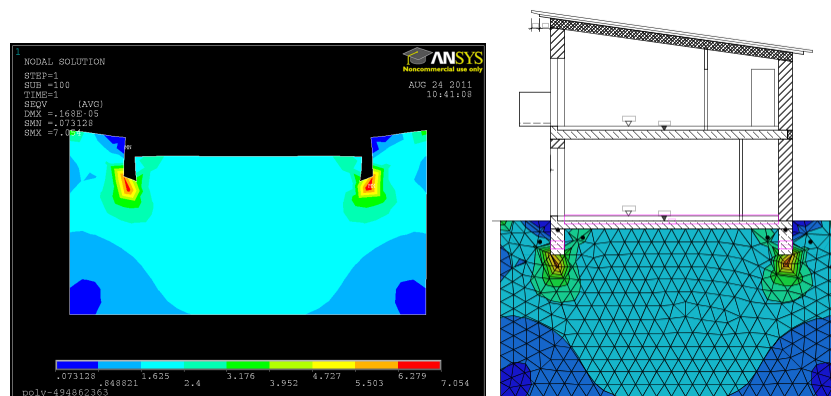 1
NODAL SOLUTION
STEP=1
SUB =100
TIME=1
SEQV (AVG)
DMX =.168E-05
SMN =.073128
SMX =7.054
ANSYS
Noncommercial use only
AUG 24 2011
10:41:08
MN
.073128 1.625 3.176 4.727 6.279
.848821 2.4 3.952 5.503 7.054
poly-494862363